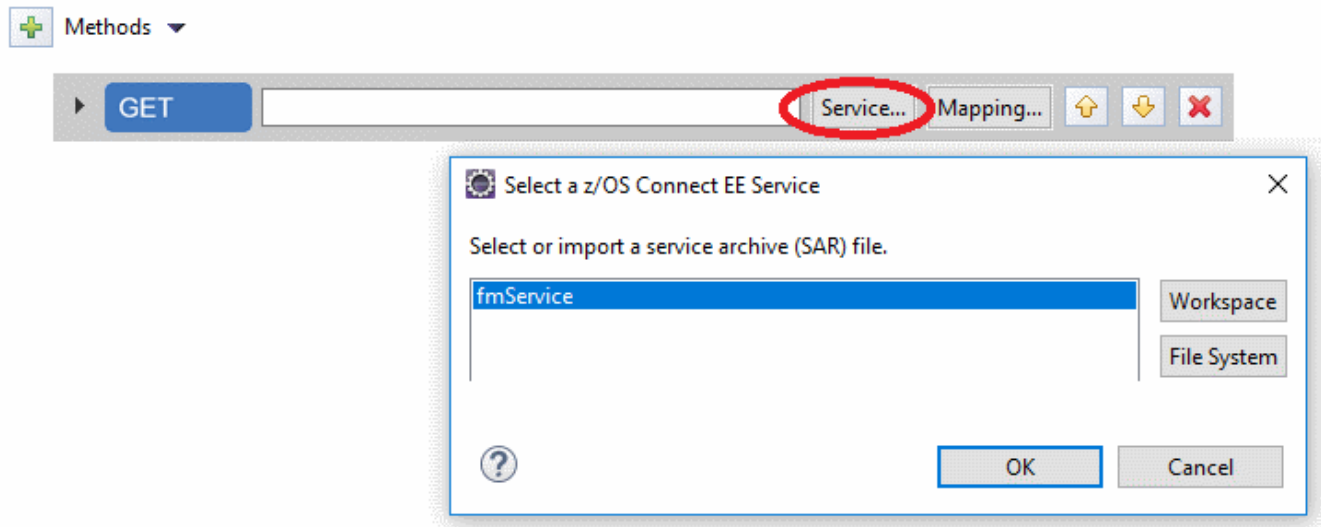 Methods
GET Service... Mapping...
Select a z/OS Connect EE Service
Select or import a service archive (SAR) file.
fmService
Workspace
File System
?
OK Cancel